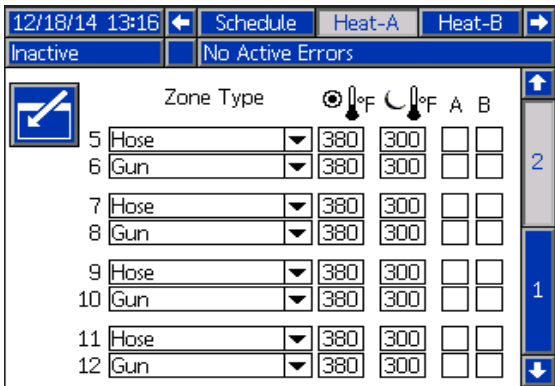 12/18/14 13:16 Schedule Heat-A Heat-B
Inactive No Active Errors
Zone Type °F °F A B
5 Hose 380 300
6 Gun 380 300
2
7 Hose 380 300
8 Gun 380 300
9 Hose 380 300
10 Gun 380 300
1
11 Hose 380 300
12 Gun 380 300